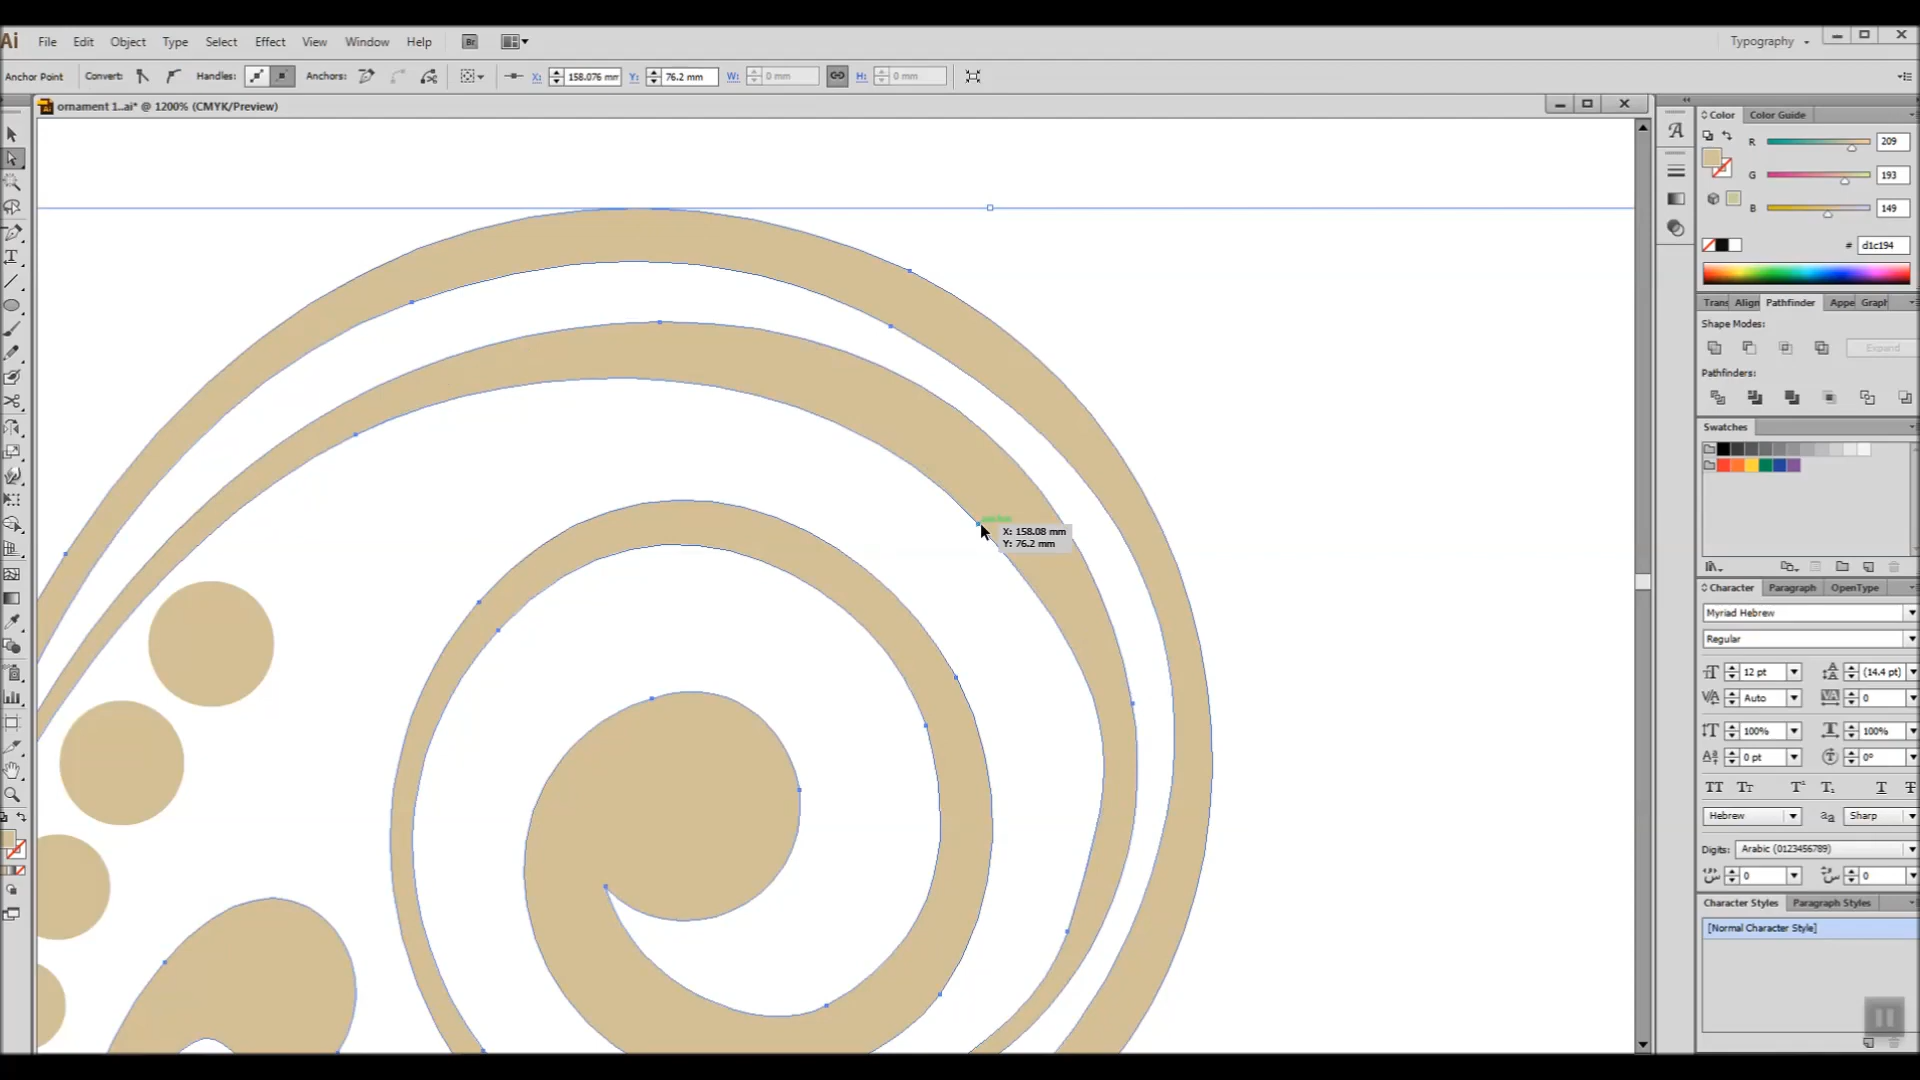 Ai File Edit Object Type Select Effect View Window Help Br Typography
Anchor Point Convert: Handles: Anchors: X: 158.076 mm Y: 76.2 mm W: 0 mm H: 0 mm
ornament 1..ai* @ 1200% (CMYK/Preview)
Color Color Guide
R 209
G 193
B 149
# d1c194
Trans Align Pathfinder Appe Graph
Shape Modes:
Expand
Pathfinders:
Swatches
X: 158.08 mm
Y: 76.2 mm
Character Paragraph OpenType
Myriad Hebrew
Regular
12 pt (14.4 pt)
Auto 0
100% 100%
0 pt 0°
Hebrew Sharp
Digits: Arabic (0123456789)
0 0
Character Styles Paragraph Styles
[Normal Character Style]